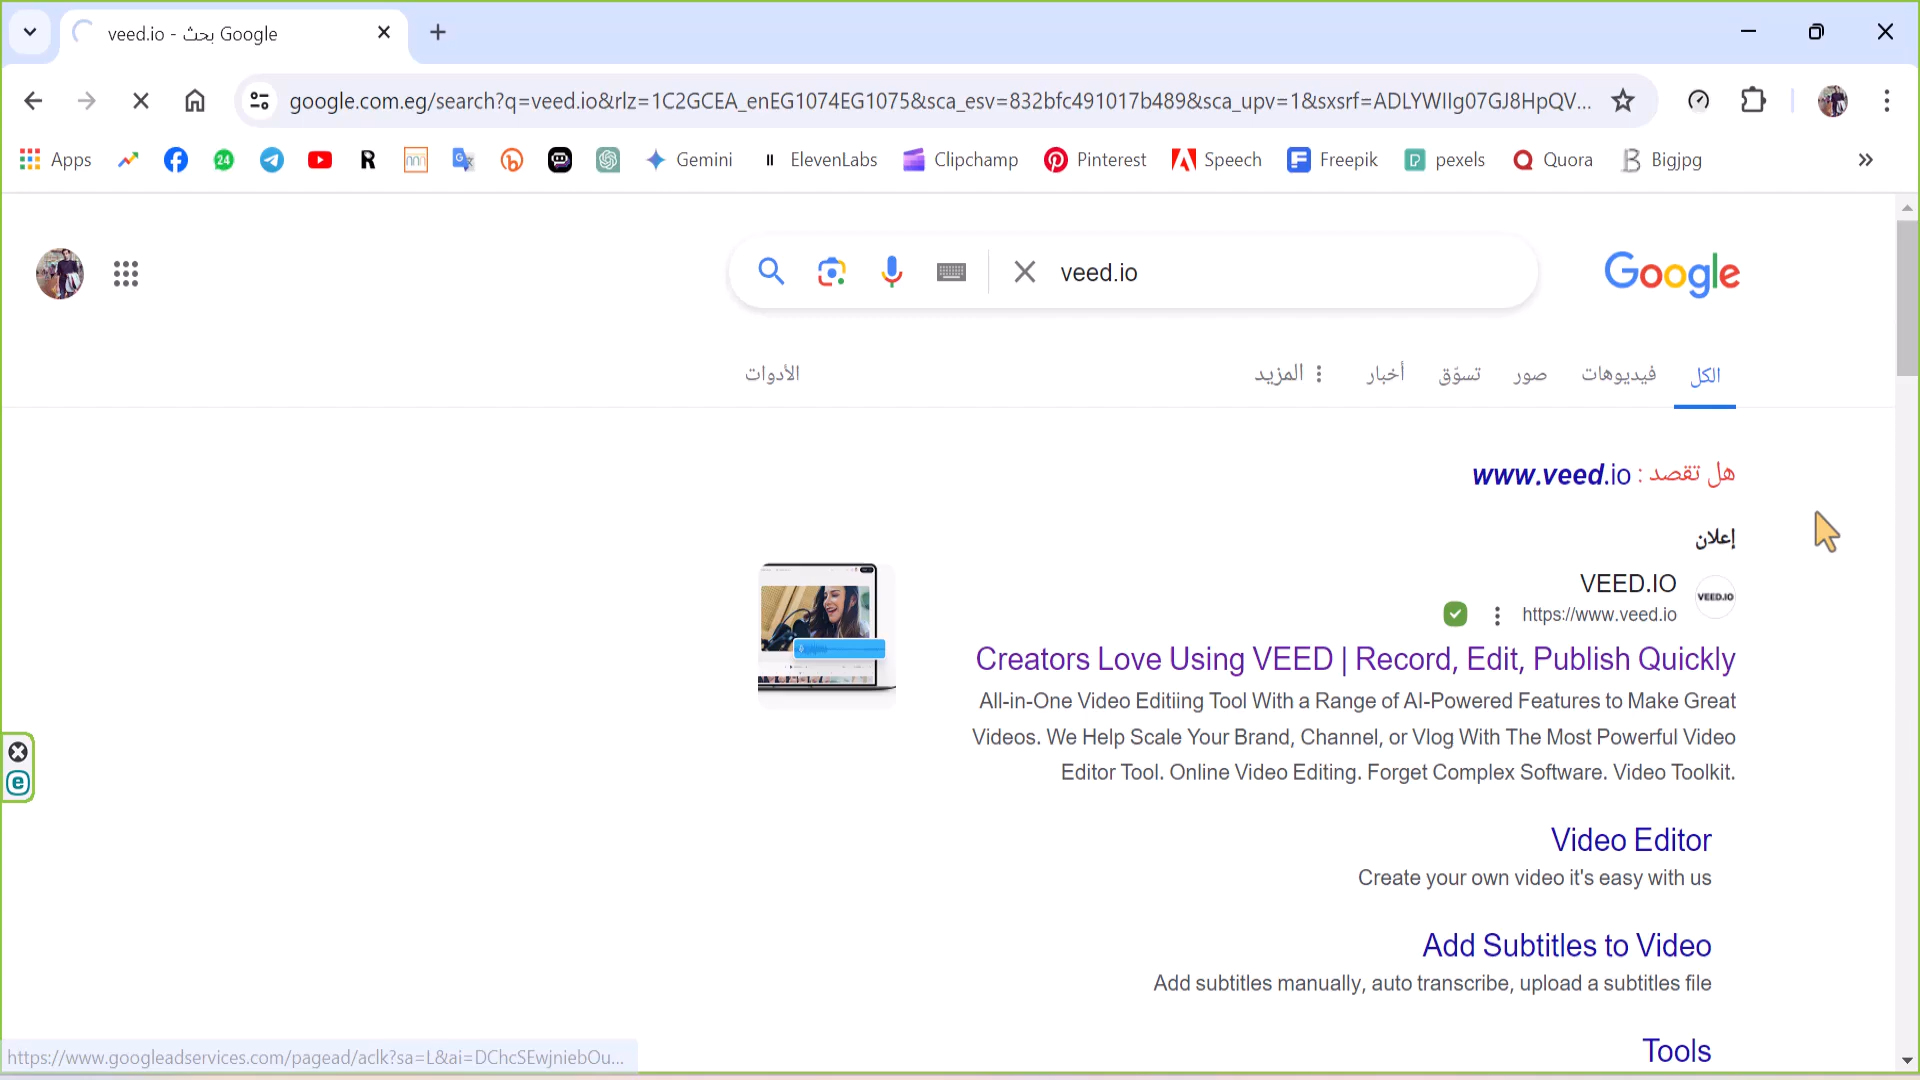 veed.io - بحث Google
google.com.eg/search?q=veed.io&rlz=1C2GCEA_enEG1074EG1075&sca_esv=832bfc491017b489&sca_upv=1&sxsrf=ADLYWIIg07GJ8HpQV...
Apps 24 Gemini ElevenLabs Clipchamp Pinterest Speech Freepik pexels Quora Bigjpg
veed.io
Google
الكل فيديوهات صور تسوّق أخبار المزيد الأدوات
هل تقصد : www.veed.io
إعلان
VEED.IO
VEED.IO
https://www.veed.io
Creators Love Using VEED | Record, Edit, Publish Quickly
All-in-One Video Editiing Tool With a Range of AI-Powered Features to Make Great
Videos. We Help Scale Your Brand, Channel, or Vlog With The Most Powerful Video
Editor Tool. Online Video Editing. Forget Complex Software. Video Toolkit.
Video Editor
Create your own video it's easy with us
Add Subtitles to Video
Add subtitles manually, auto transcribe, upload a subtitles file
Tools
https://www.googleadservices.com/pagead/aclk?sa=L&ai=DChcSEwjniebOu...